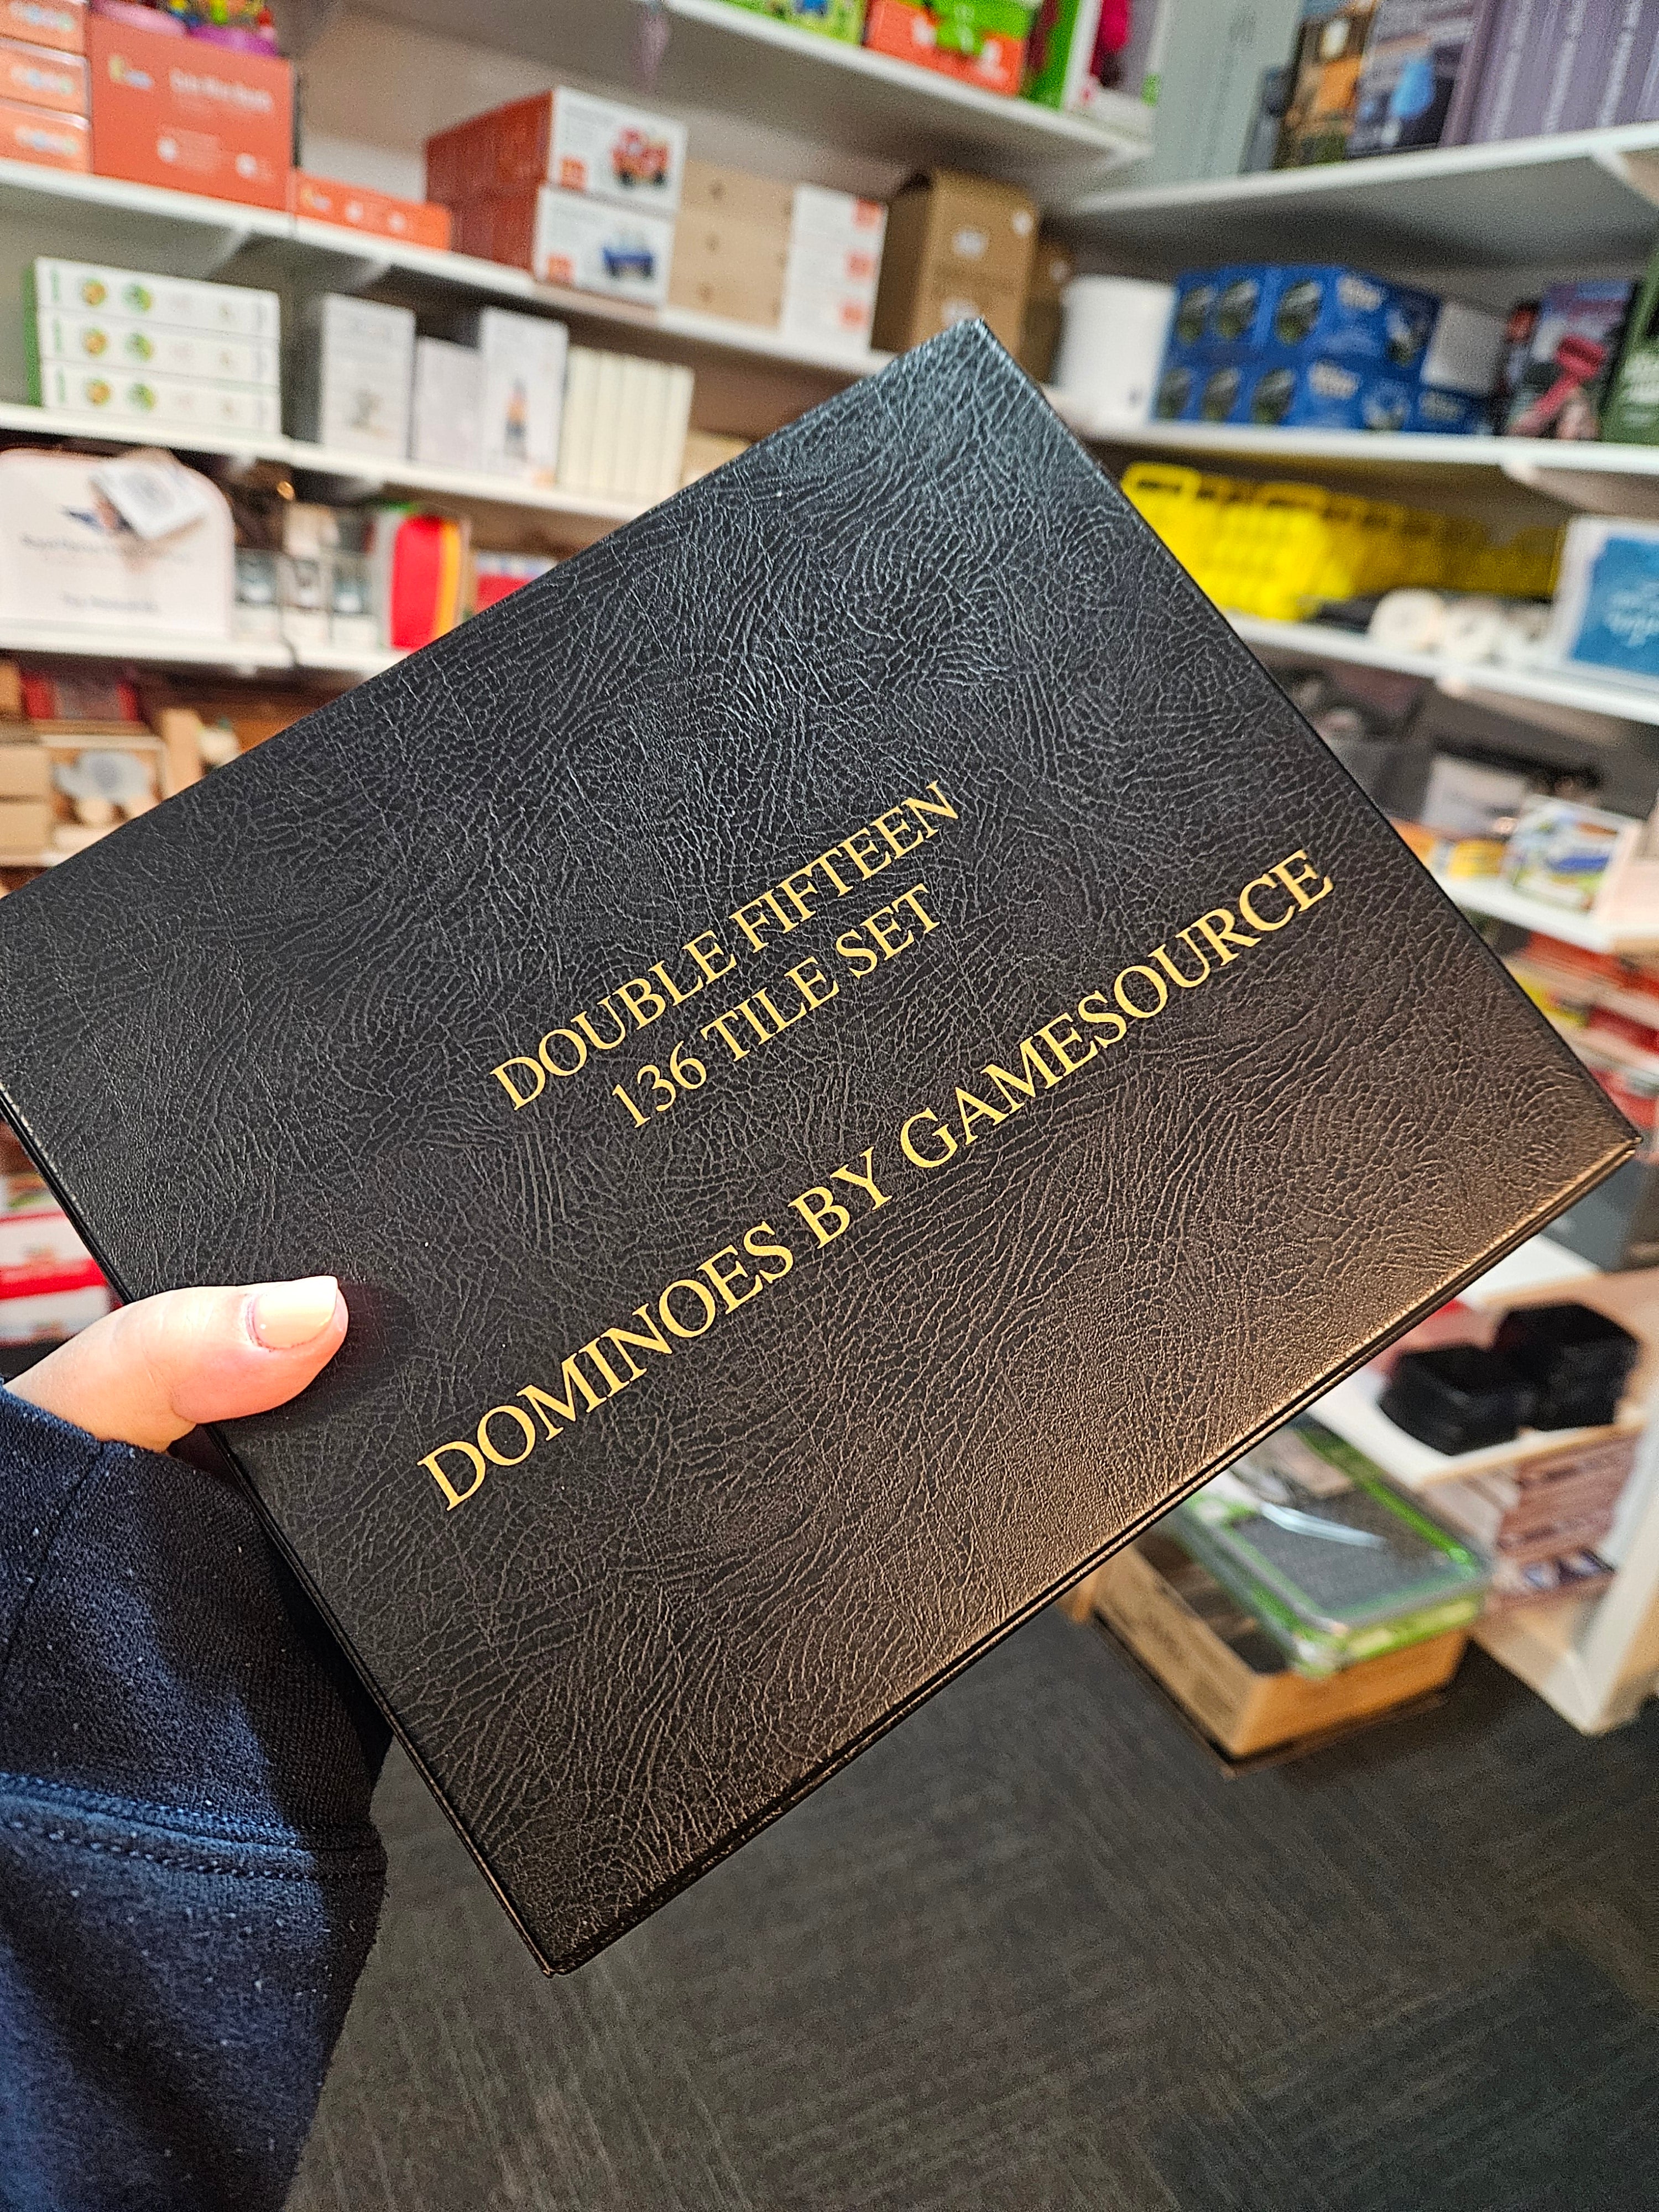 DOUBLE FIFTEEN
136 TILE SET
DOMINOES BY GAMESOURCE